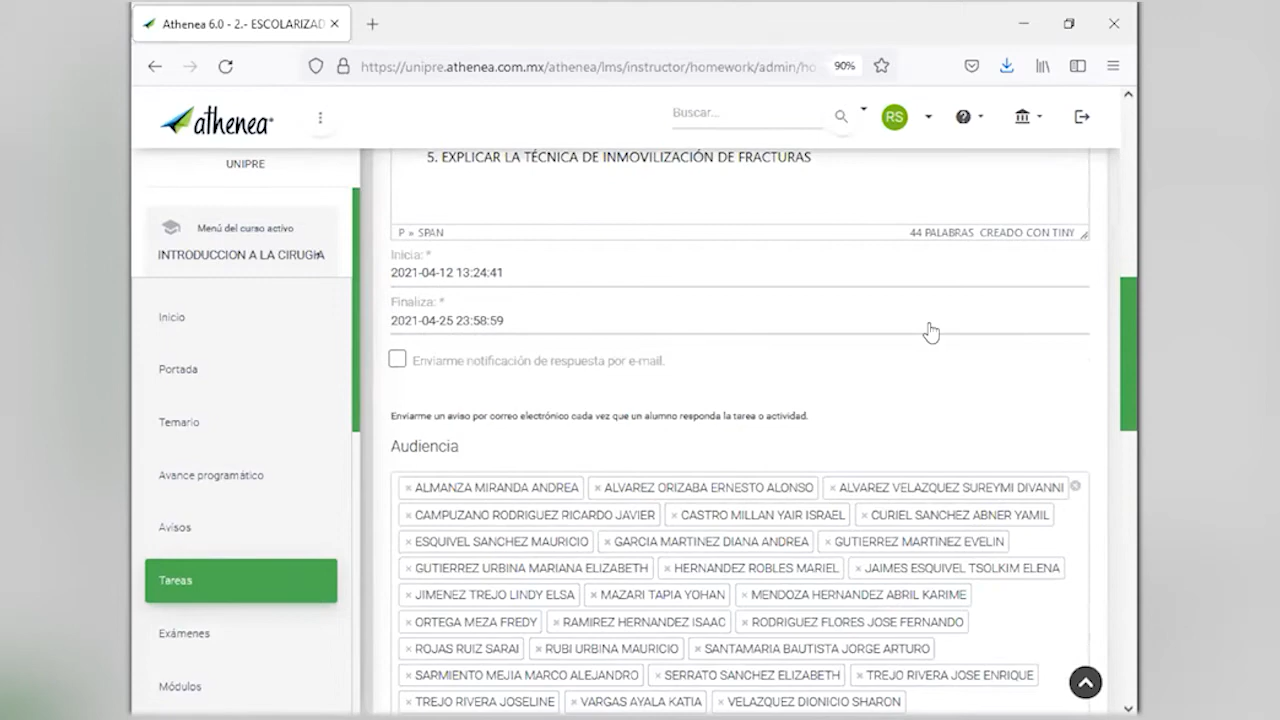 Athenea 6.0 - 2.- ESCOLARIZAD
https://unipre.athenea.com.mx/athenea/lms/instructor/homework/admin/ho
90%
athenea
Buscar...
RS
UNIPRE
Menú del curso activo
INTRODUCCION A LA CIRUGIA
Inicio
Portada
Temario
Avance programático
Avisos
Tareas
Exámenes
Módulos
5. EXPLICAR LA TÉCNICA DE INMOVILIZACIÓN DE FRACTURAS
P » SPAN 44 PALABRAS CREADO CON TINY
Inicia: *
2021-04-12 13:24:41
Finaliza: *
2021-04-25 23:58:59
Enviarme notificación de respuesta por e-mail.
Enviarme un aviso por correo electrónico cada vez que un alumno responda la tarea o actividad.
Audiencia
× ALMANZA MIRANDA ANDREA × ALVAREZ ORIZABA ERNESTO ALONSO × ALVAREZ VELAZQUEZ SUREYMI DIVANNI
× CAMPUZANO RODRIGUEZ RICARDO JAVIER × CASTRO MILLAN YAIR ISRAEL × CURIEL SANCHEZ ABNER YAMIL
× ESQUIVEL SANCHEZ MAURICIO × GARCIA MARTINEZ DIANA ANDREA × GUTIERREZ MARTINEZ EVELIN
× GUTIERREZ URBINA MARIANA ELIZABETH × HERNANDEZ ROBLES MARIEL × JAIMES ESQUIVEL TSOLKIM ELENA
× JIMENEZ TREJO LINDY ELSA × MAZARI TAPIA YOHAN × MENDOZA HERNANDEZ ABRIL KARIME
× ORTEGA MEZA FREDY × RAMIREZ HERNANDEZ ISAAC × RODRIGUEZ FLORES JOSE FERNANDO
× ROJAS RUIZ SARAI × RUBI URBINA MAURICIO × SANTAMARIA BAUTISTA JORGE ARTURO
× SARMIENTO MEJIA MARCO ALEJANDRO × SERRATO SANCHEZ ELIZABETH × TREJO RIVERA JOSE ENRIQUE
× TREJO RIVERA JOSELINE × VARGAS AYALA KATIA × VELAZQUEZ DIONICIO SHARON